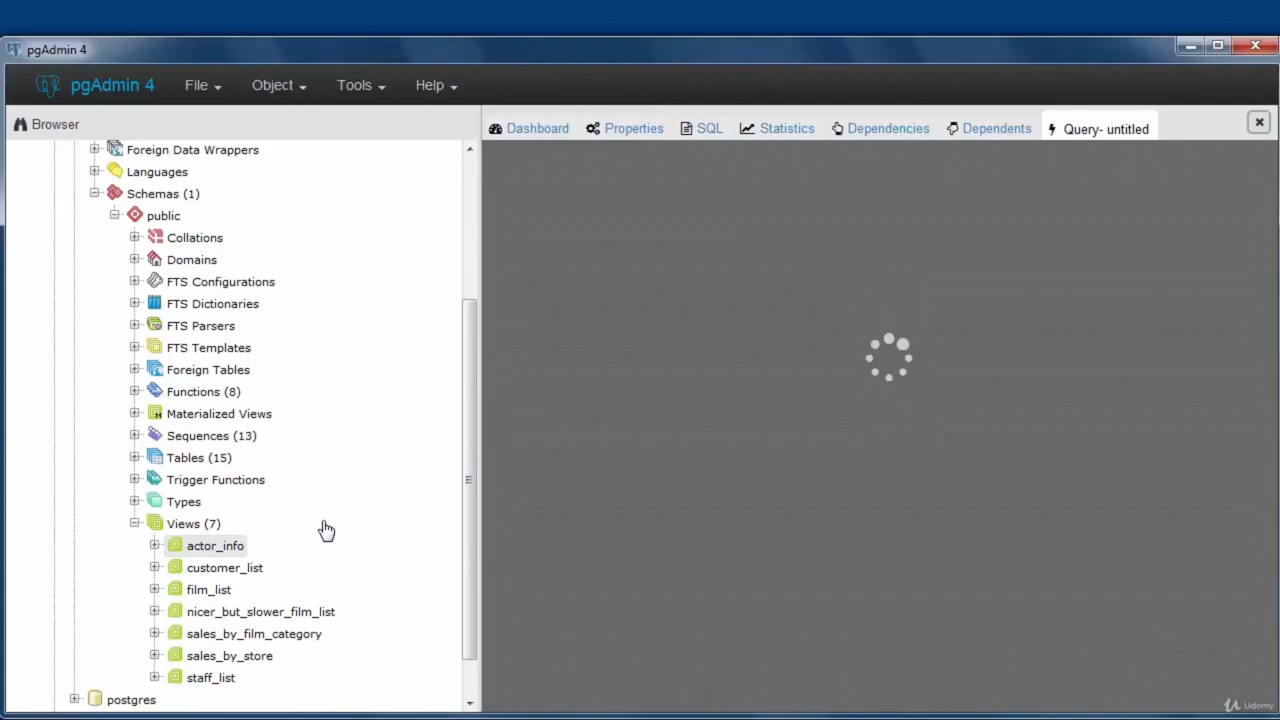 pgAdmin 4
pgAdmin 4 File Object Tools Help
Browser
Dashboard Properties SQL Statistics Dependencies Dependents Query- untitled
Foreign Data Wrappers
Languages
Schemas (1)
public
Collations
Domains
FTS Configurations
FTS Dictionaries
FTS Parsers
FTS Templates
Foreign Tables
Functions (8)
Materialized Views
Sequences (13)
Tables (15)
Trigger Functions
Types
Views (7)
actor_info
customer_list
film_list
nicer_but_slower_film_list
sales_by_film_category
sales_by_store
staff_list
postgres
Udemy